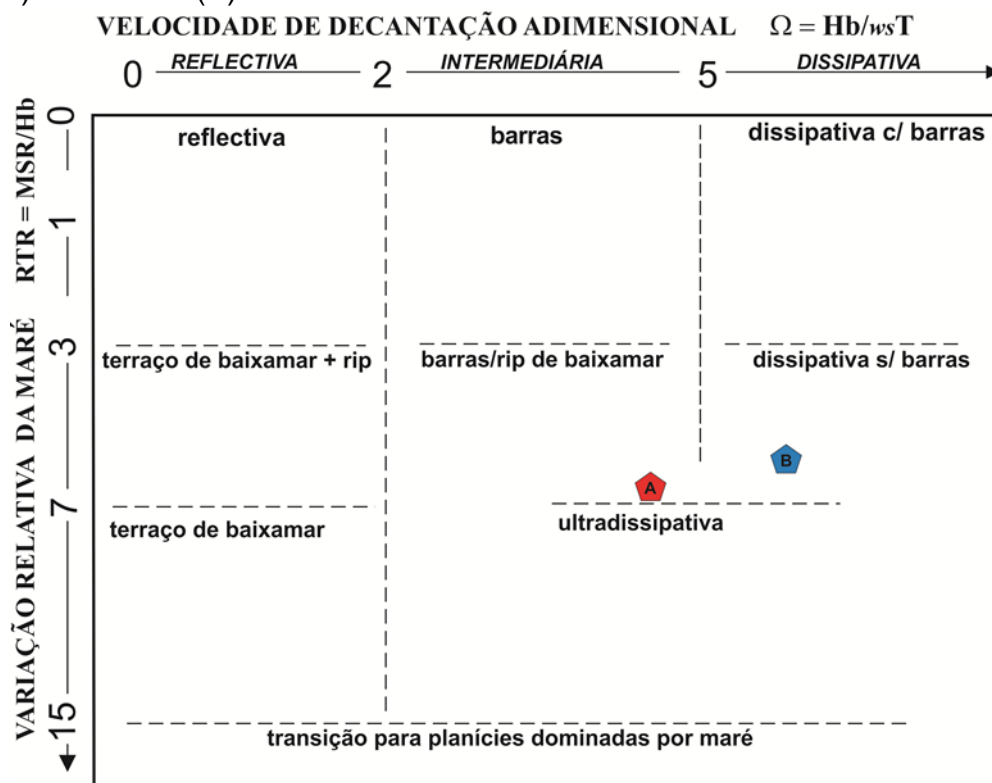 VELOCIDADE DE DECANTAÇÃO ADIMENSIONAL Ω = Hb/wsT
0 REFLECTIVA 2 INTERMEDIÁRIA 5 DISSIPATIVA
VARIAÇÃO RELATIVA DA MARÉ RTR = MSR/Hb
0
reflectiva barras dissipativa c/ barras
1
3
terraço de baixamar + rip barras/rip de baixamar dissipativa s/ barras
B
A
7
terraço de baixamar ultradissipativa
15
transição para planícies dominadas por maré